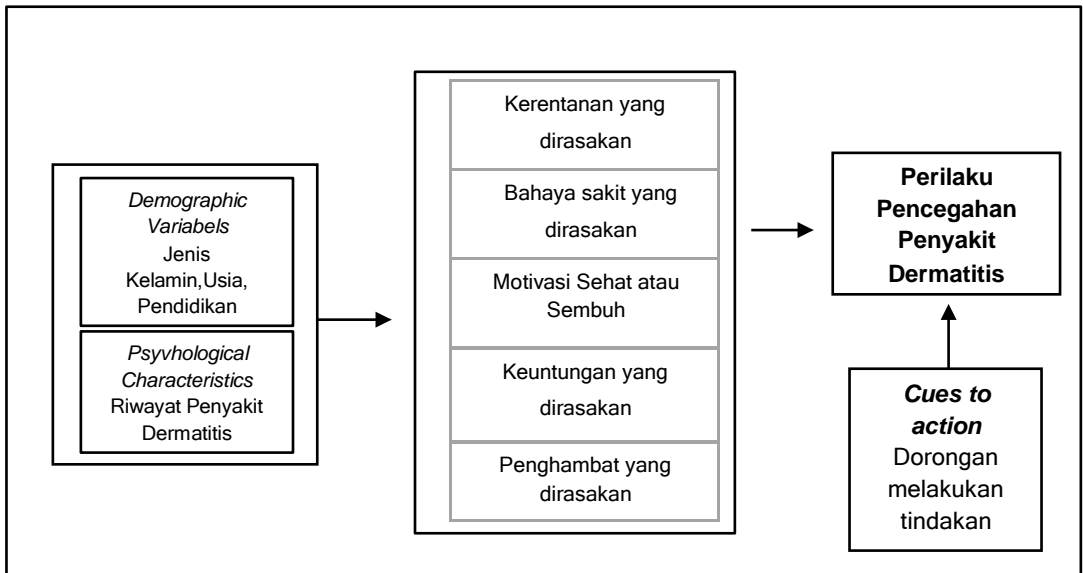 Demographic
Variabels
Jenis
Kelamin,Usia,
Pendidikan
Psyvhological
Characteristics
Riwayat Penyakit
Dermatitis
Kerentanan yang
dirasakan
Bahaya sakit yang
dirasakan
Motivasi Sehat atau
Sembuh
Keuntungan yang
dirasakan
Penghambat yang
dirasakan
Perilaku
Pencegahan
Penyakit
Dermatitis
Cues to
action
Dorongan
melakukan
tindakan